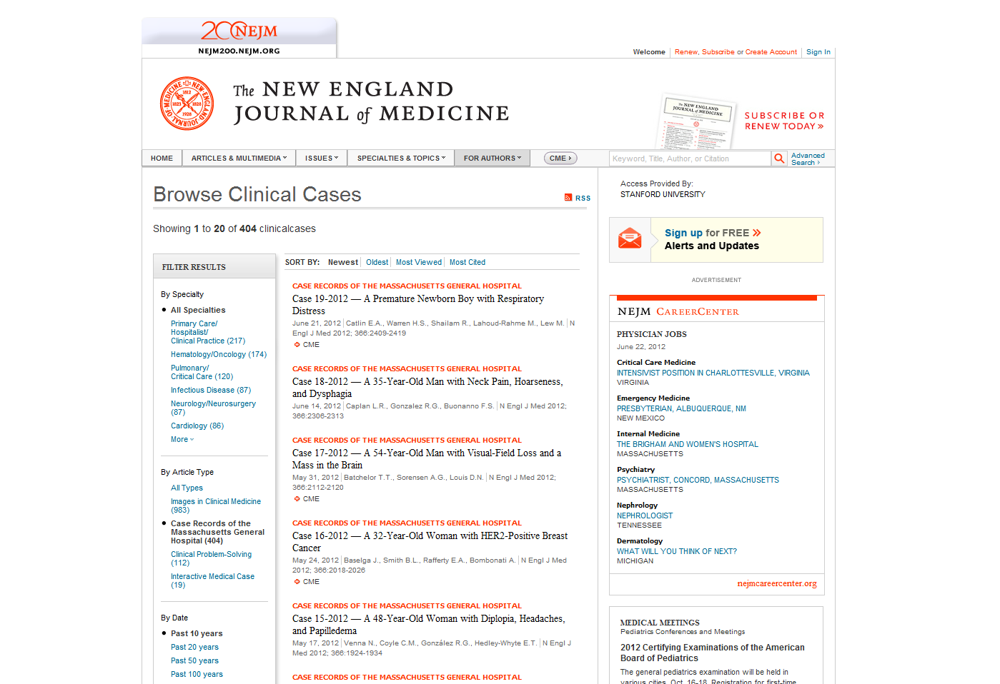 200 NEJM
NEJM200.NEJM.ORG
Welcome
Renew, Subscribe or Create Account
Sign In
The NEW ENGLAND
JOURNAL of MEDICINE
SUBSCRIBE OR
RENEW TODAY »
HOME
ARTICLES & MULTIMEDIA
ISSUES
SPECIALTIES & TOPICS
FOR AUTHORS
CME
Keyword, Title, Author, or Citation
Advanced
Search ›
Browse Clinical Cases
RSS
Showing 1 to 20 of 404 clinicalcases
FILTER RESULTS
By Specialty
All Specialties
Primary Care/
Hospitalist/
Clinical Practice (217)
Hematology/Oncology (174)
Pulmonary/
Critical Care (120)
Infectious Disease (87)
Neurology/Neurosurgery
(87)
Cardiology (86)
More
By Article Type
All Types
Images in Clinical Medicine
(983)
Case Records of the
Massachusetts General
Hospital (404)
Clinical Problem-Solving
(112)
Interactive Medical Case
(19)
By Date
Past 10 years
Past 20 years
Past 50 years
Past 100 years
SORT BY: Newest Oldest Most Viewed Most Cited
CASE RECORDS OF THE MASSACHUSETTS GENERAL HOSPITAL
Case 19-2012 — A Premature Newborn Boy with Respiratory
Distress
June 21, 2012 | Catlin E.A., Warren H.S., Shailam R., Lahoud-Rahme M., Lew M. | N
Engl J Med 2012; 366:2409-2419
CME
CASE RECORDS OF THE MASSACHUSETTS GENERAL HOSPITAL
Case 18-2012 — A 35-Year-Old Man with Neck Pain, Hoarseness,
and Dysphagia
June 14, 2012 | Caplan L.R., Gonzalez R.G., Buonanno F.S. | N Engl J Med 2012;
366:2306-2313
CASE RECORDS OF THE MASSACHUSETTS GENERAL HOSPITAL
Case 17-2012 — A 54-Year-Old Man with Visual-Field Loss and a
Mass in the Brain
May 31, 2012 | Batchelor T.T., Sorensen A.G., Louis D.N. | N Engl J Med 2012;
366:2112-2120
CME
CASE RECORDS OF THE MASSACHUSETTS GENERAL HOSPITAL
Case 16-2012 — A 32-Year-Old Woman with HER2-Positive Breast
Cancer
May 24, 2012 | Baselga J., Smith B.L., Rafferty E.A., Bombonati A. | N Engl J Med
2012; 366:2018-2026
CME
CASE RECORDS OF THE MASSACHUSETTS GENERAL HOSPITAL
Case 15-2012 — A 48-Year-Old Woman with Diplopia, Headaches,
and Papilledema
May 17, 2012 | Venna N., Coyle C.M., González R.G., Hedley-Whyte E.T. | N Engl J
Med 2012; 366:1924-1934
CASE RECORDS OF THE MASSACHUSETTS GENERAL HOSPITAL
Access Provided By:
STANFORD UNIVERSITY
Sign up for FREE »
Alerts and Updates
ADVERTISEMENT
NEJM CAREERCENTER
PHYSICIAN JOBS
June 22, 2012
Critical Care Medicine
INTENSIVIST POSITION IN CHARLOTTESVILLE, VIRGINIA
VIRGINIA
Emergency Medicine
PRESBYTERIAN, ALBUQUERQUE, NM
NEW MEXICO
Internal Medicine
THE BRIGHAM AND WOMEN'S HOSPITAL
MASSACHUSETTS
Psychiatry
PSYCHIATRIST, CONCORD, MASSACHUSETTS
MASSACHUSETTS
Nephrology
NEPHROLOGIST
TENNESSEE
Dermatology
WHAT WILL YOU THINK OF NEXT?
MICHIGAN
nejmcareercenter.org
MEDICAL MEETINGS
Pediatrics Conferences and Meetings
2012 Certifying Examinations of the American
Board of Pediatrics
The general pediatrics examination will be held in
various cities, Oct. 16-18. Registration for first-time